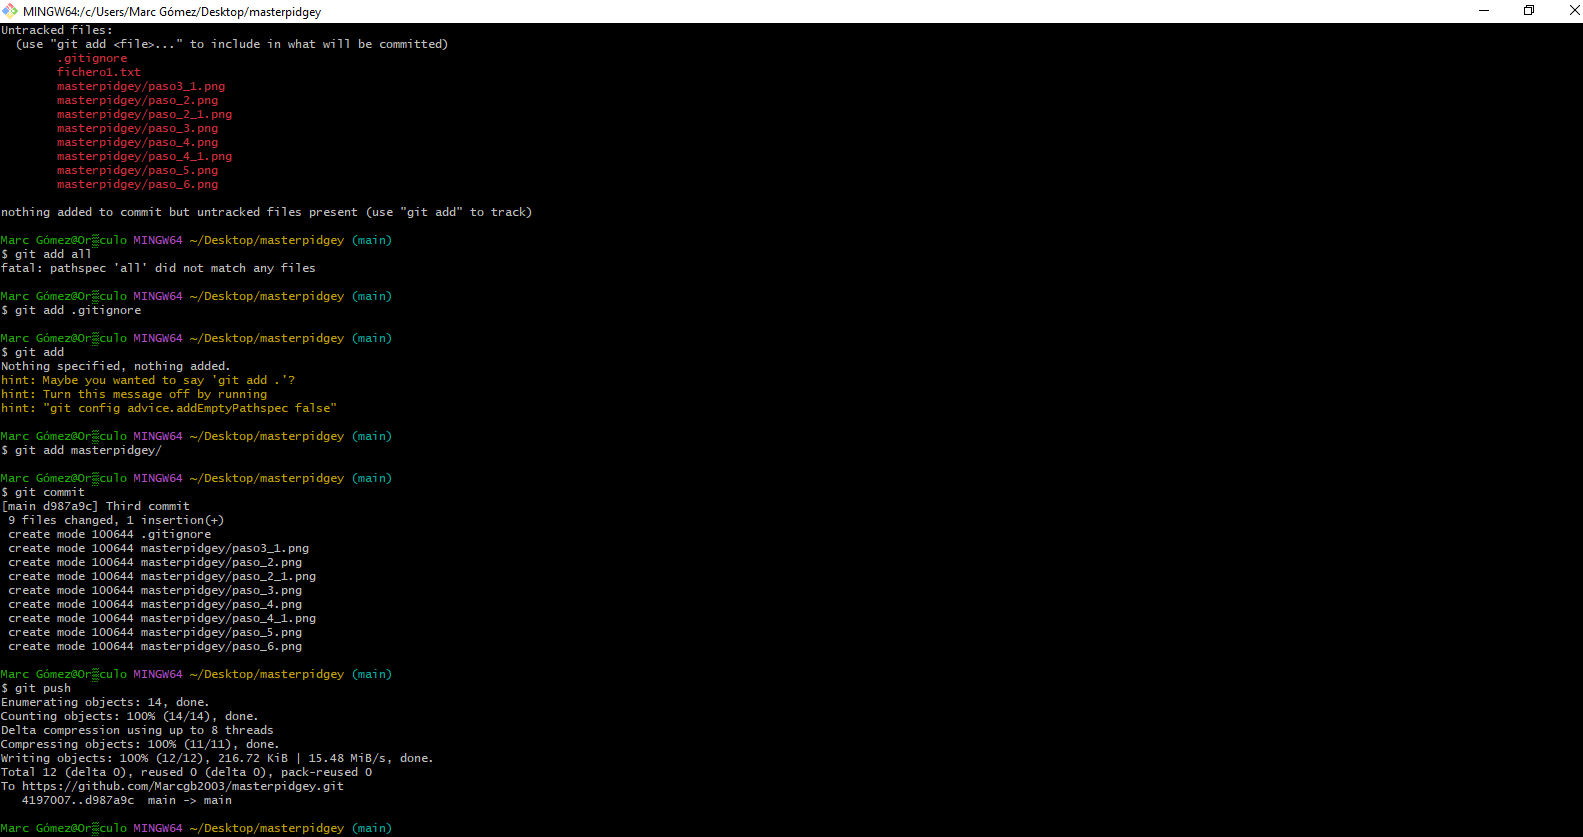 MINGW64:/c/Users/Marc Gómez/Desktop/masterpidgey
Untracked files:
  (use "git add <file>..." to include in what will be committed)
        .gitignore
        fichero1.txt
        masterpidgey/paso3_1.png
        masterpidgey/paso_2.png
        masterpidgey/paso_2_1.png
        masterpidgey/paso_3.png
        masterpidgey/paso_4.png
        masterpidgey/paso_4_1.png
        masterpidgey/paso_5.png
        masterpidgey/paso_6.png

nothing added to commit but untracked files present (use "git add" to track)

Marc Gómez@Or▒culo MINGW64 ~/Desktop/masterpidgey (main)
$ git add all
fatal: pathspec 'all' did not match any files

Marc Gómez@Or▒culo MINGW64 ~/Desktop/masterpidgey (main)
$ git add .gitignore

Marc Gómez@Or▒culo MINGW64 ~/Desktop/masterpidgey (main)
$ git add
Nothing specified, nothing added.
hint: Maybe you wanted to say 'git add .'?
hint: Turn this message off by running
hint: "git config advice.addEmptyPathspec false"

Marc Gómez@Or▒culo MINGW64 ~/Desktop/masterpidgey (main)
$ git add masterpidgey/

Marc Gómez@Or▒culo MINGW64 ~/Desktop/masterpidgey (main)
$ git commit
[main d987a9c] Third commit
 9 files changed, 1 insertion(+)
 create mode 100644 .gitignore
 create mode 100644 masterpidgey/paso3_1.png
 create mode 100644 masterpidgey/paso_2.png
 create mode 100644 masterpidgey/paso_2_1.png
 create mode 100644 masterpidgey/paso_3.png
 create mode 100644 masterpidgey/paso_4.png
 create mode 100644 masterpidgey/paso_4_1.png
 create mode 100644 masterpidgey/paso_5.png
 create mode 100644 masterpidgey/paso_6.png

Marc Gómez@Or▒culo MINGW64 ~/Desktop/masterpidgey (main)
$ git push
Enumerating objects: 14, done.
Counting objects: 100% (14/14), done.
Delta compression using up to 8 threads
Compressing objects: 100% (11/11), done.
Writing objects: 100% (12/12), 216.72 KiB | 15.48 MiB/s, done.
Total 12 (delta 0), reused 0 (delta 0), pack-reused 0
To https://github.com/Marcgb2003/masterpidgey.git
   4197007..d987a9c  main -> main

Marc Gómez@Or▒culo MINGW64 ~/Desktop/masterpidgey (main)